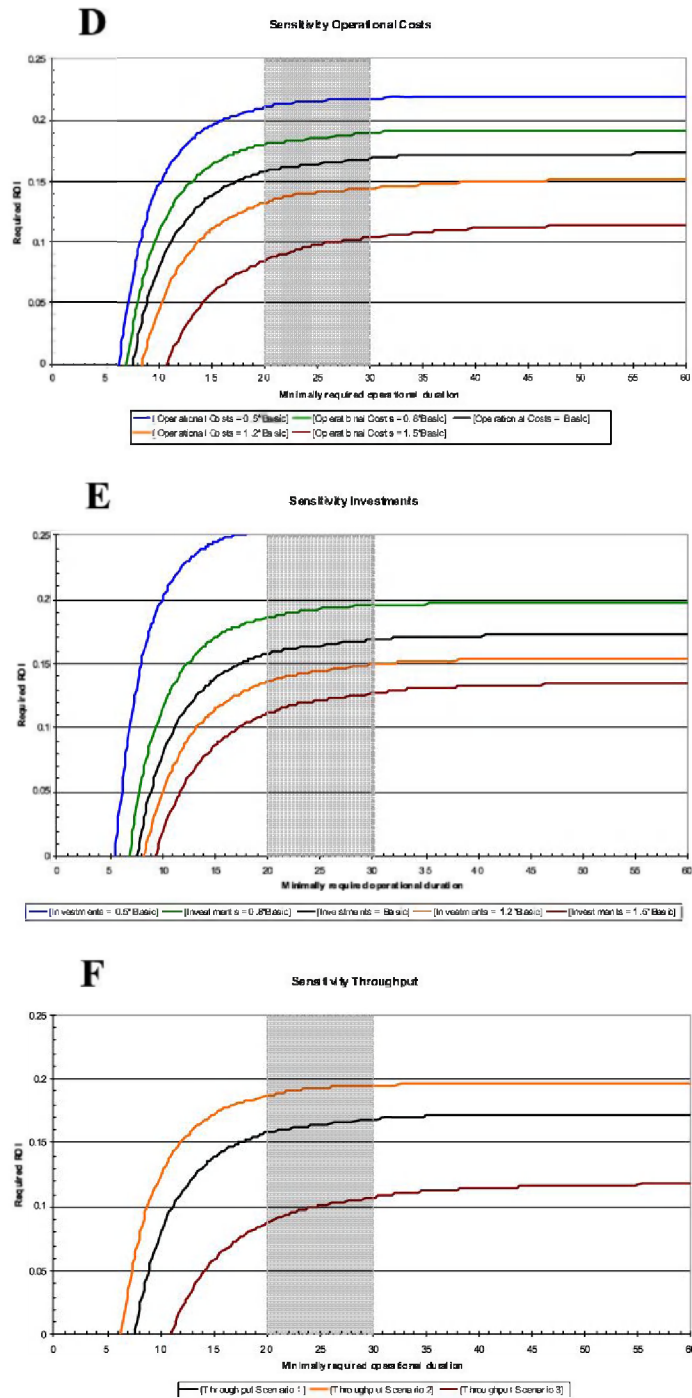 D
Sensitivity Operational Costs
0.25
0.2
0.15
0.1
0.05
0
Required ROI
0 5 10 15 20 25 30 35 40 45 50 55 60
Minimally required operational duration
[Operational Costs = 0.5*Basic] [Operational Costs = 0.8*Basic] [Operational Costs = Basic]
[Operational Costs = 1.2*Basic] [Operational Costs = 1.5*Basic]
E
Sensitivity Investments
0.25
0.2
0.15
0.1
0.05
0
Required ROI
0 5 10 15 20 25 30 35 40 45 50 55 60
Minimally required operational duration
[Investments = 0.5*Basic] [Investments = 0.8*Basic] [Investments = Basic] [Investments = 1.2*Basic] [Investments = 1.5*Basic]
F
Sensitivity Throughput
0.25
0.2
0.15
0.1
0.05
0
Required ROI
0 5 10 15 20 25 30 35 40 45 50 55 60
Minimally required operational duration
[Throughput Scenario 1] [Throughput Scenario 2] [Throughput Scenario 3]